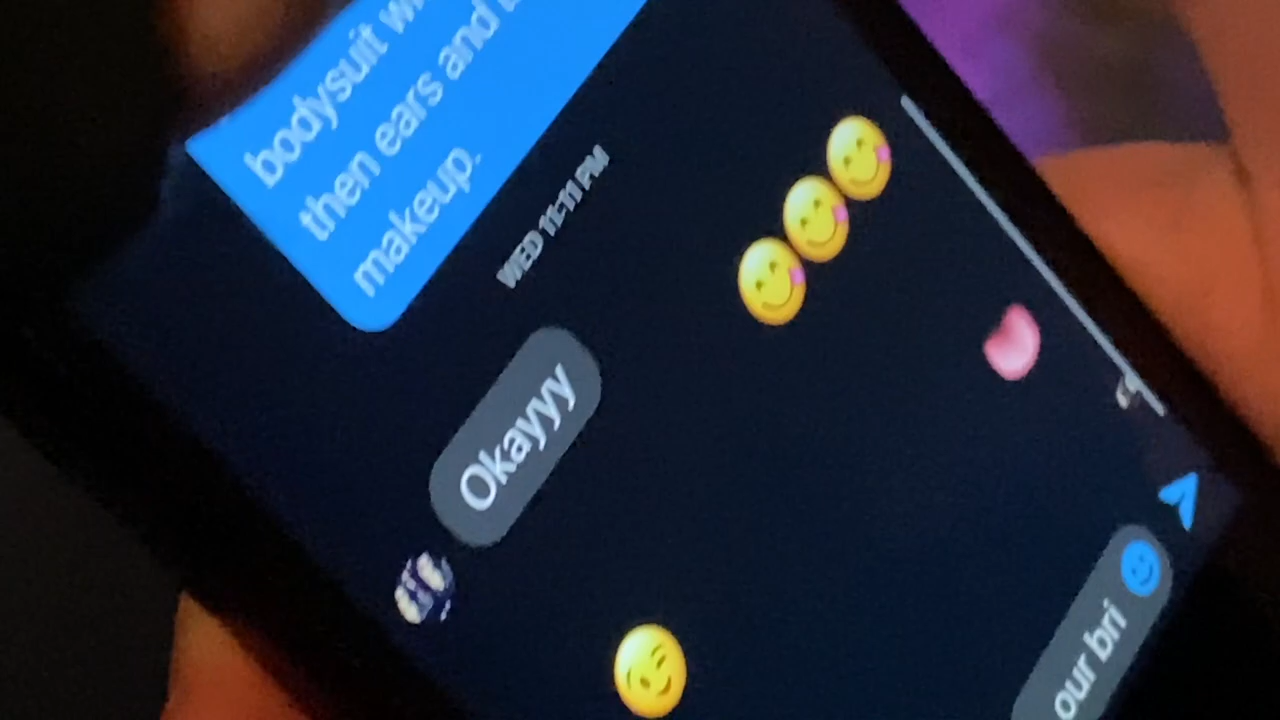 bodysuit
then ears and
makeup.
WED 11:11 PM
Okayyy
our bri